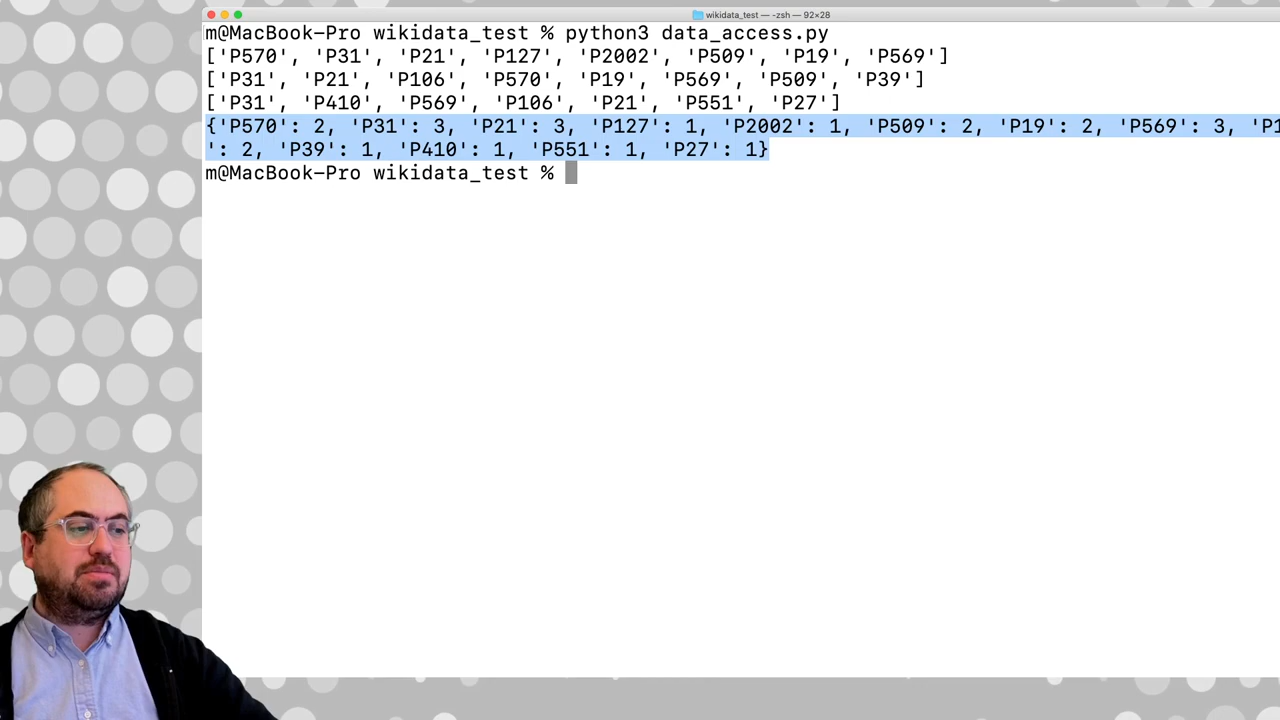 wikidata_test — -zsh — 92×28
m@MacBook-Pro wikidata_test % python3 data_access.py
['P570', 'P31', 'P21', 'P127', 'P2002', 'P509', 'P19', 'P569']
['P31', 'P21', 'P106', 'P570', 'P19', 'P569', 'P509', 'P39']
['P31', 'P410', 'P569', 'P106', 'P21', 'P551', 'P27']
{'P570': 2, 'P31': 3, 'P21': 3, 'P127': 1, 'P2002': 1, 'P509': 2, 'P19': 2, 'P569': 3, 'P1
': 2, 'P39': 1, 'P410': 1, 'P551': 1, 'P27': 1}
m@MacBook-Pro wikidata_test %